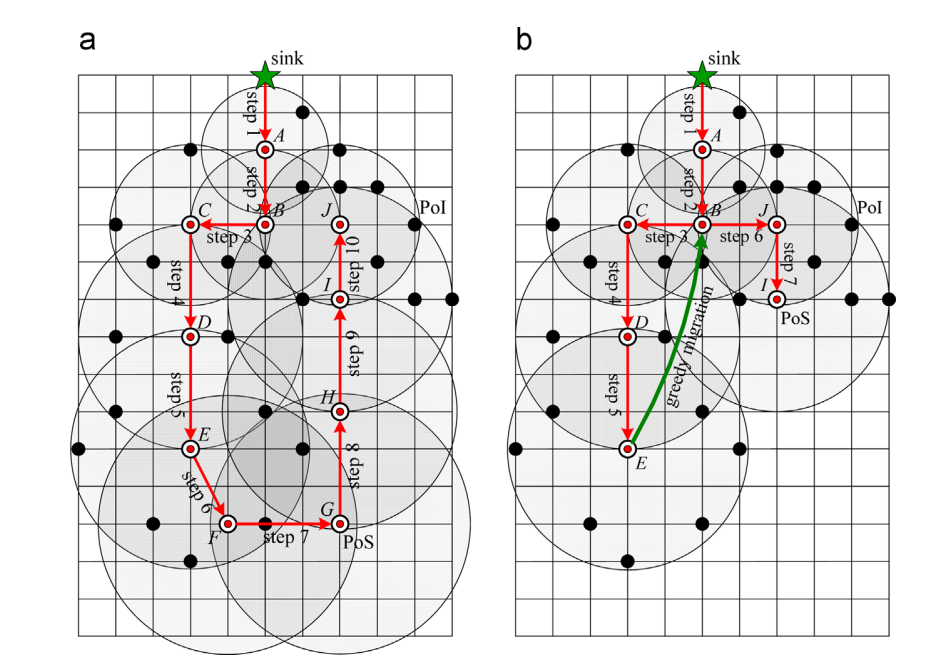 a
sink
step 1
A
step 2
C
B
J
PoI
step 3
step 4
step 10
I
D
step 9
step 5
H
E
step 8
step 6
F
G
step 7
PoS
b
sink
step 1
A
step 2
C
B
J
PoI
step 3
step 6
step 4
step 7
I
PoS
D
greedy migration
step 5
E